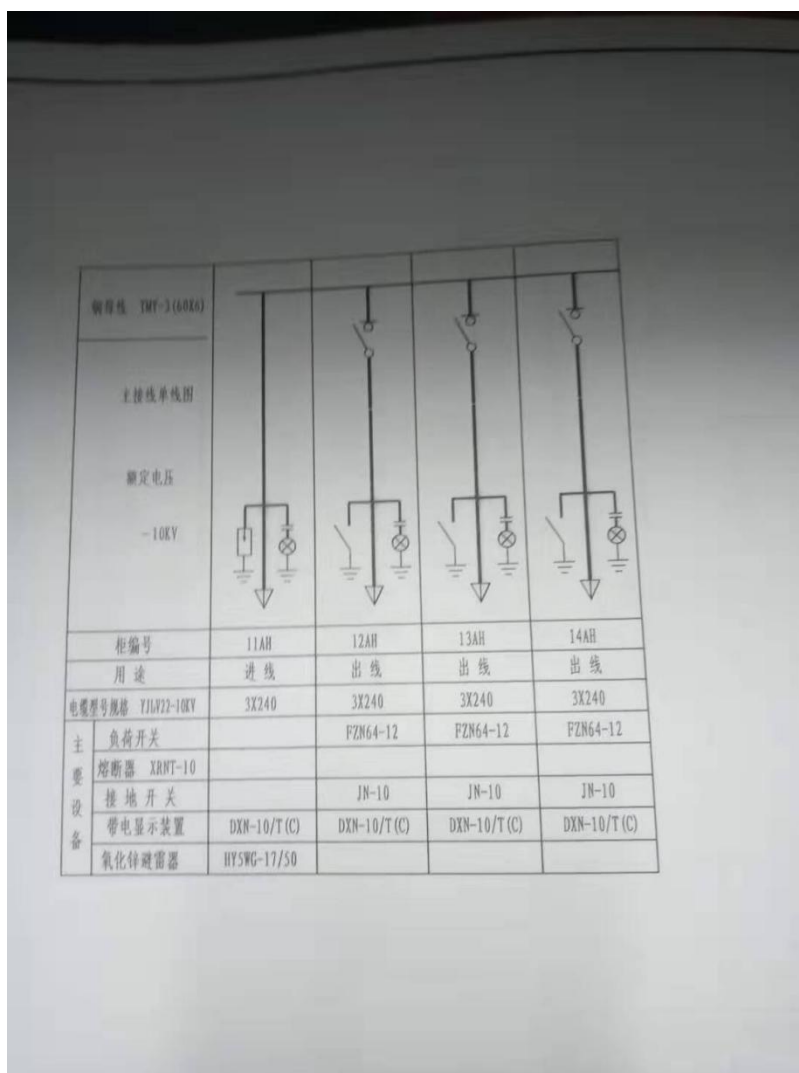 铜母线 TMY-3(60X6)
主接线单线图
额定电压
~10KV
柜编号 11AH 12AH 13AH 14AH
用 途 进 线 出 线 出 线 出 线
电缆型号规格 YJLV22-10KV 3X240 3X240 3X240 3X240
主要设备
负荷开关 FZN64-12 FZN64-12 FZN64-12
熔断器 XRNT-10
接 地 开 关 JN-10 JN-10 JN-10
带电显示装置 DXN-10/T(C) DXN-10/T(C) DXN-10/T(C) DXN-10/T(C)
氧化锌避雷器 HY5WG-17/50